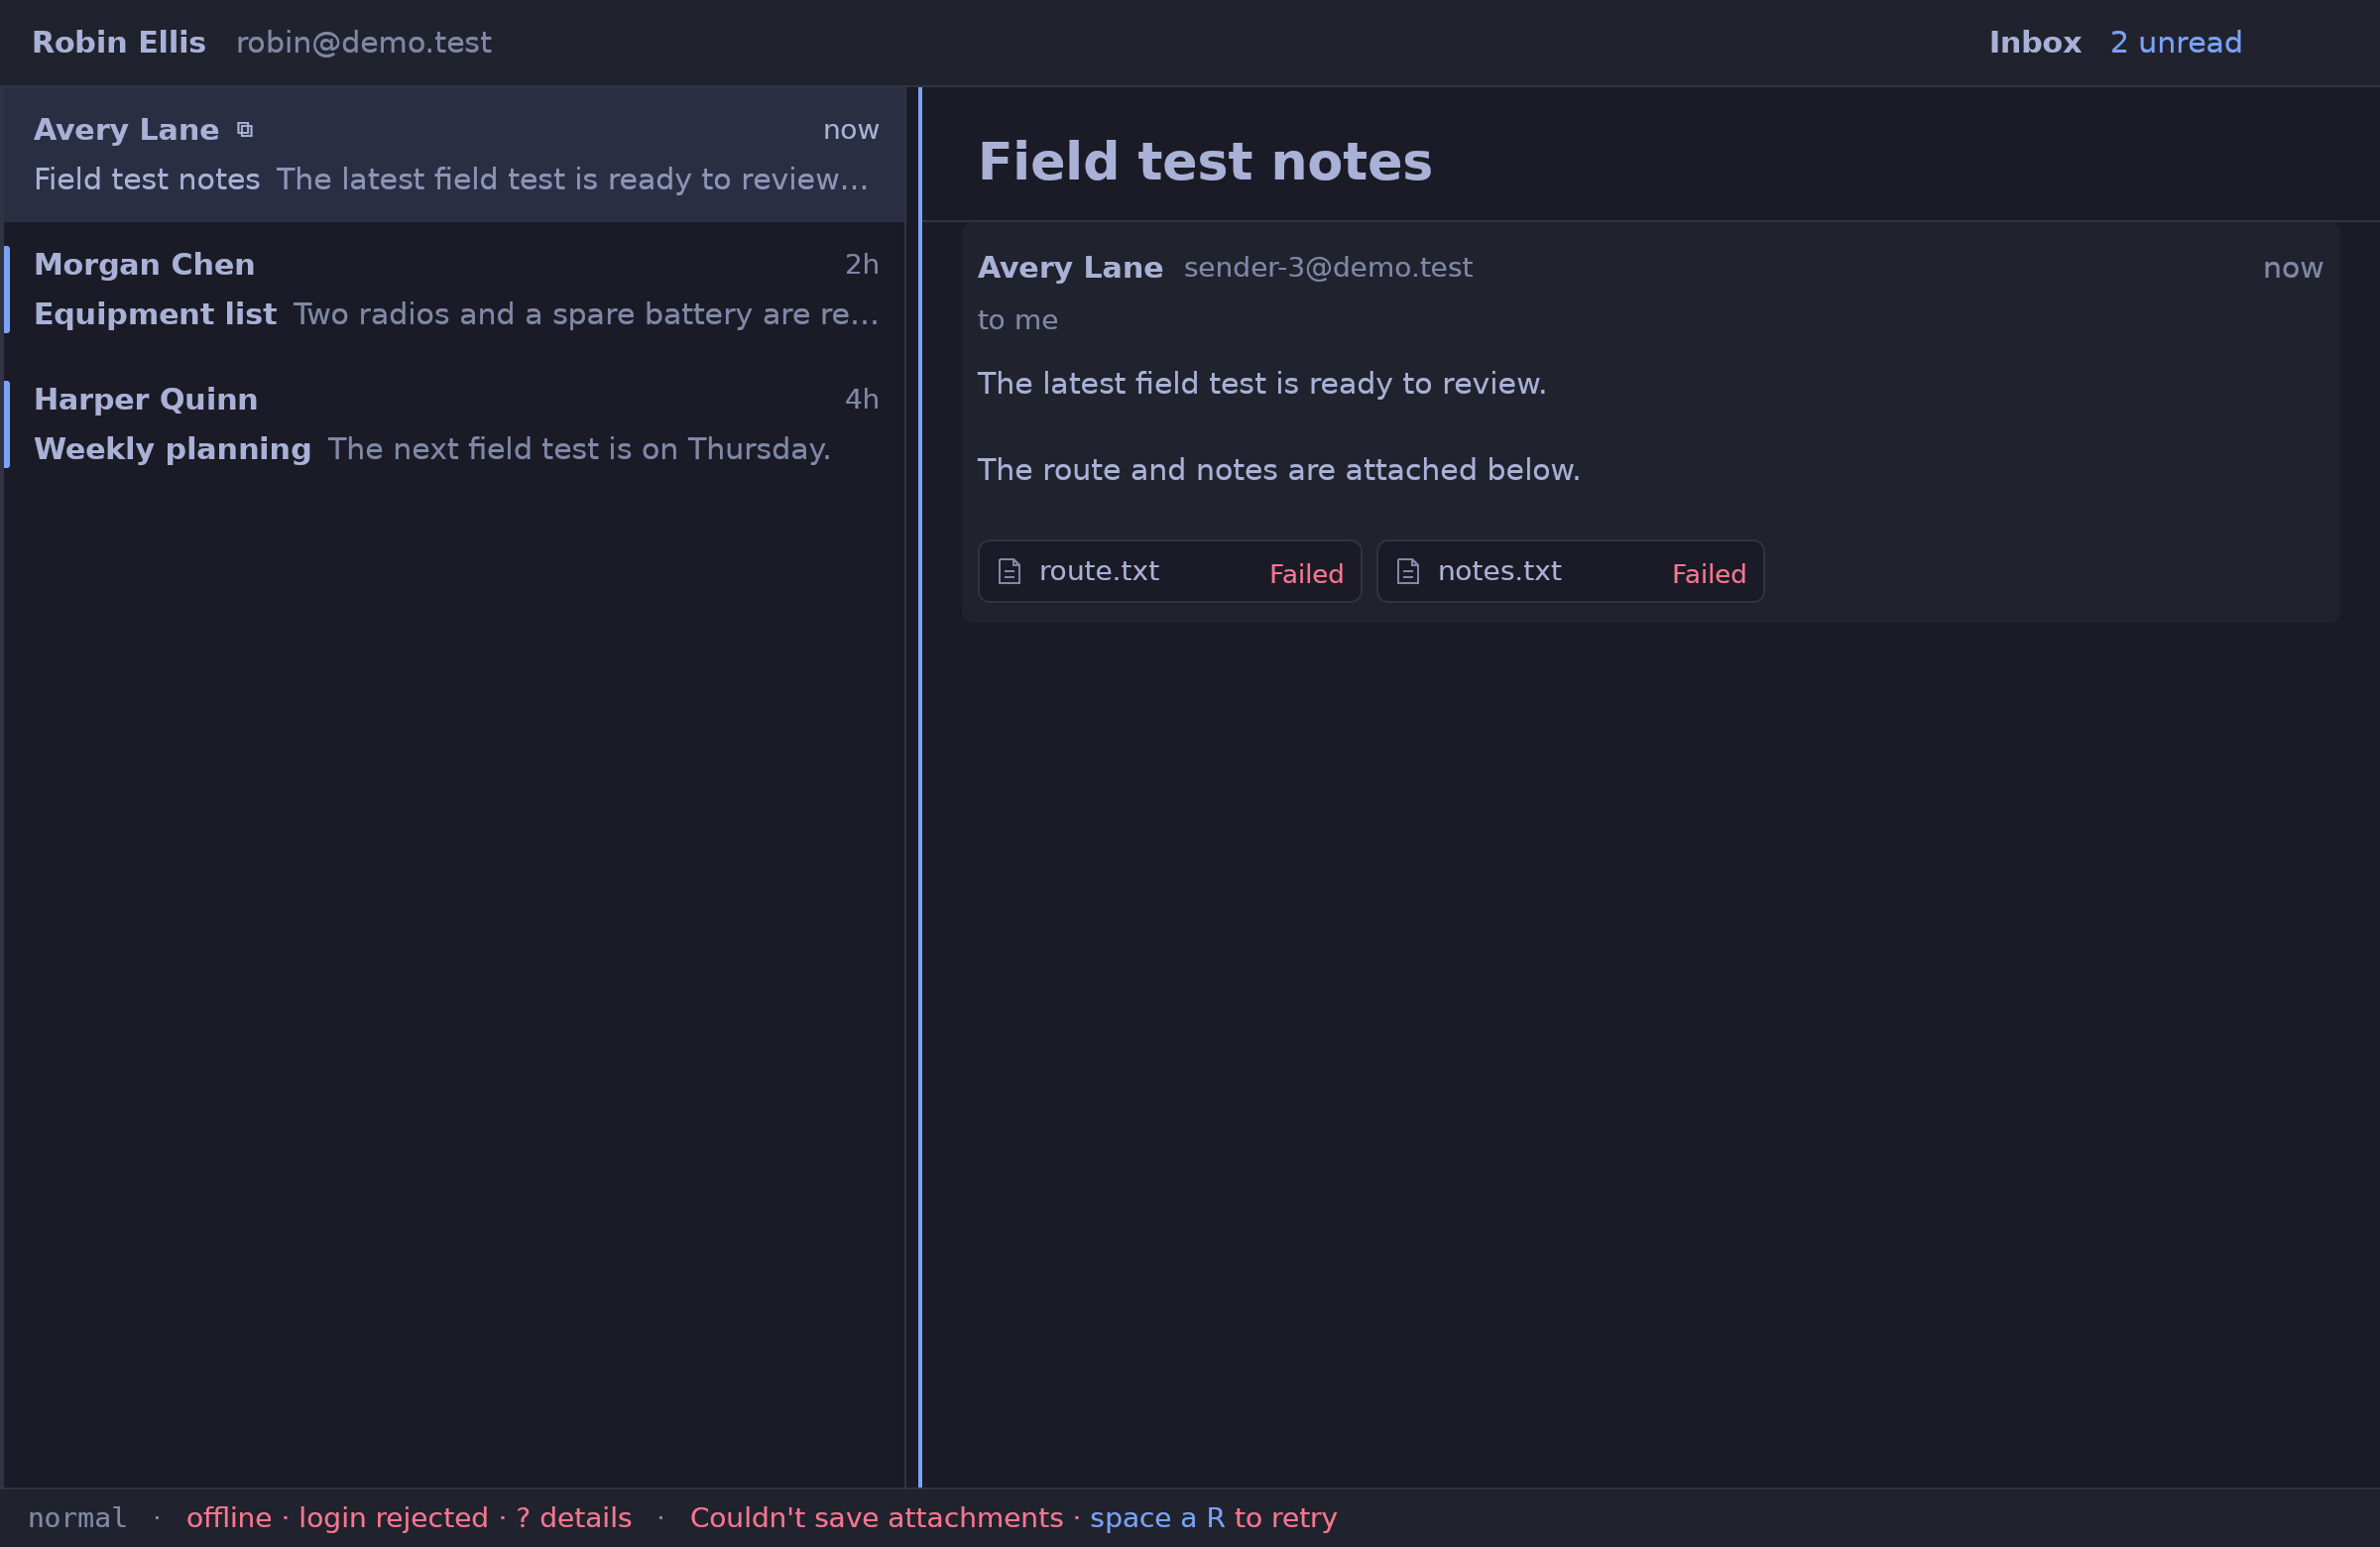 Robin Ellis robin@demo.test Inbox 2 unread
Avery Lane now
Field test notes The latest field test is ready to review…
Morgan Chen 2h
Equipment list Two radios and a spare battery are re…
Harper Quinn 4h
Weekly planning The next field test is on Thursday.
Field test notes
Avery Lane sender-3@demo.test now
to me
The latest field test is ready to review.
The route and notes are attached below.
route.txt Failed notes.txt Failed
normal · offline · login rejected · ? details · Couldn't save attachments · space a R to retry